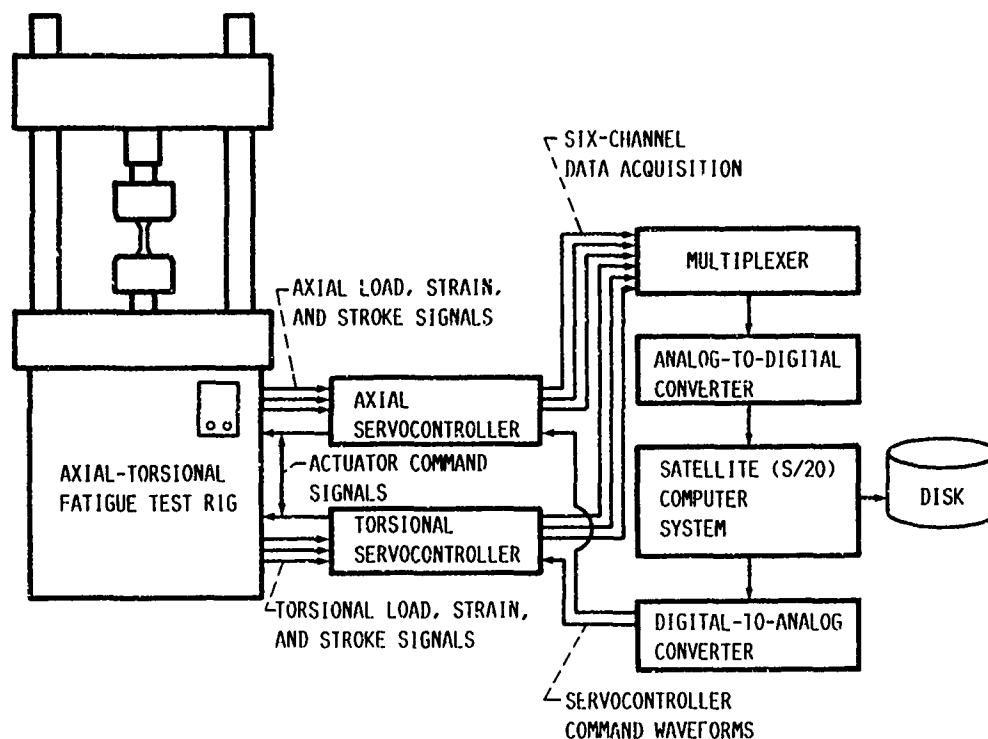 SIX-CHANNEL
DATA ACQUISITION
MULTIPLEXER
AXIAL LOAD, STRAIN,
AND STROKE SIGNALS
ANALOG-TO-DIGITAL
CONVERTER
AXIAL
SERVOCONTROLLER
AXIAL-TORSIONAL
FATIGUE TEST RIG
ACTUATOR COMMAND
SIGNALS
SATELLITE (S/20)
COMPUTER
SYSTEM
DISK
TORSIONAL
SERVOCONTROLLER
TORSIONAL LOAD, STRAIN,
AND STROKE SIGNALS
DIGITAL-TO-ANALOG
CONVERTER
SERVOCONTROLLER
COMMAND WAVEFORMS